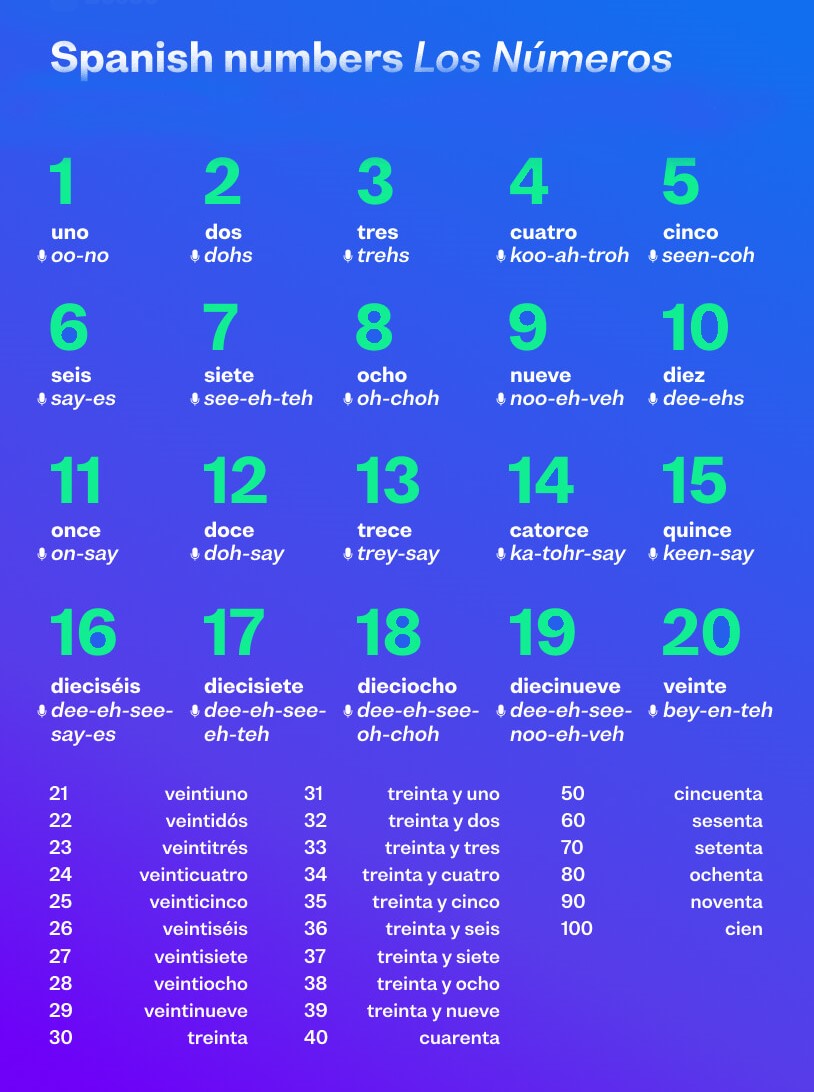 Spanish numbers Los Números
1 2 3 4 5
uno dos tres cuatro cinco
oo-no dohs trehs koo-ah-troh seen-coh
6 7 8 9 10
seis siete ocho nueve diez
say-es see-eh-teh oh-choh noo-eh-veh dee-ehs
11 12 13 14 15
once doce trece catorce quince
on-say doh-say trey-say ka-tohr-say keen-say
16 17 18 19 20
dieciséis diecisiete dieciocho diecinueve veinte
dee-eh-see- dee-eh-see- dee-eh-see- dee-eh-see- bey-en-teh
say-es eh-teh oh-choh noo-eh-veh
21 veintiuno 31 treinta y uno 50 cincuenta
22 veintidós 32 treinta y dos 60 sesenta
23 veintitrés 33 treinta y tres 70 setenta
24 veinticuatro 34 treinta y cuatro 80 ochenta
25 veinticinco 35 treinta y cinco 90 noventa
26 veintiséis 36 treinta y seis 100 cien
27 veintisiete 37 treinta y siete
28 veintiocho 38 treinta y ocho
29 veintinueve 39 treinta y nueve
30 treinta 40 cuarenta